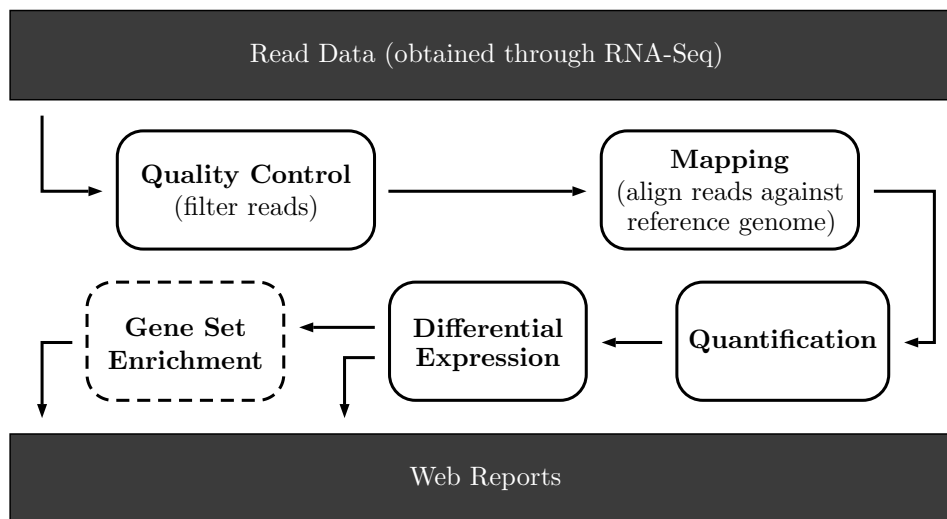 Read Data (obtained through RNA-Seq)
Quality Control
(filter reads)
Mapping
(align reads against
reference genome)
Gene Set
Enrichment
Differential
Expression
Quantification
Web Reports